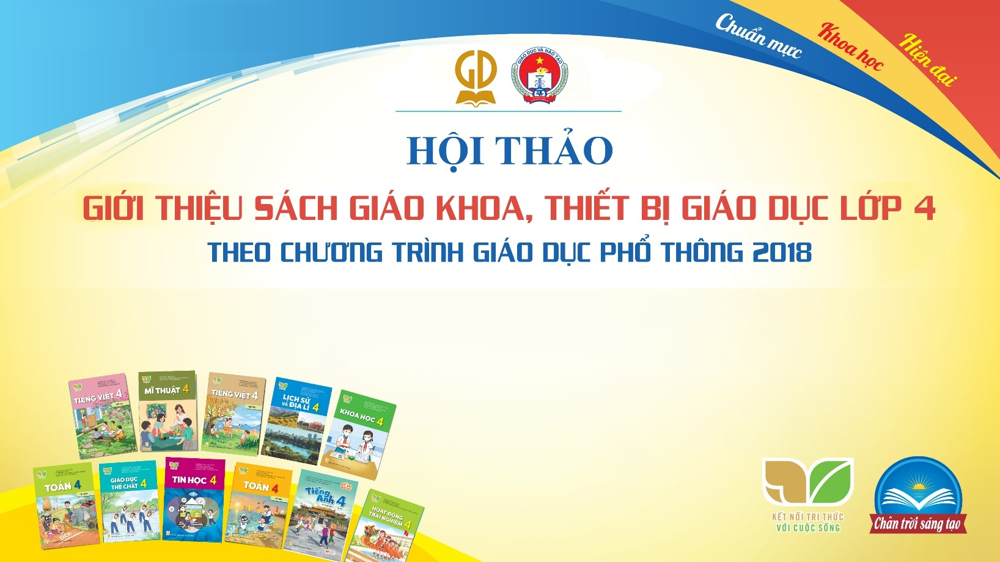 Chuẩn mực
Khoa học
Hiện đại
GD
GIÁO DỤC VÀ ĐÀO TẠO
HỘI THẢO
GIỚI THIỆU SÁCH GIÁO KHOA, THIẾT BỊ GIÁO DỤC LỚP 4
THEO CHƯƠNG TRÌNH GIÁO DỤC PHỔ THÔNG 2018
TIẾNG VIỆT 4
MĨ THUẬT 4
TIẾNG VIỆT 4
LỊCH SỬ
VÀ ĐỊA LÍ 4
KHOA HỌC 4
TOÁN 4
ĐÍCH
GIÁO DỤC
THỂ CHẤT 4
TIN HỌC 4
TOÁN 4
Tiếng
Anh 4
HOẠT ĐỘNG
TRẢI NGHIỆM 4
KẾT NỐI TRI THỨC
VỚI CUỘC SỐNG
Chân trời sáng tạo